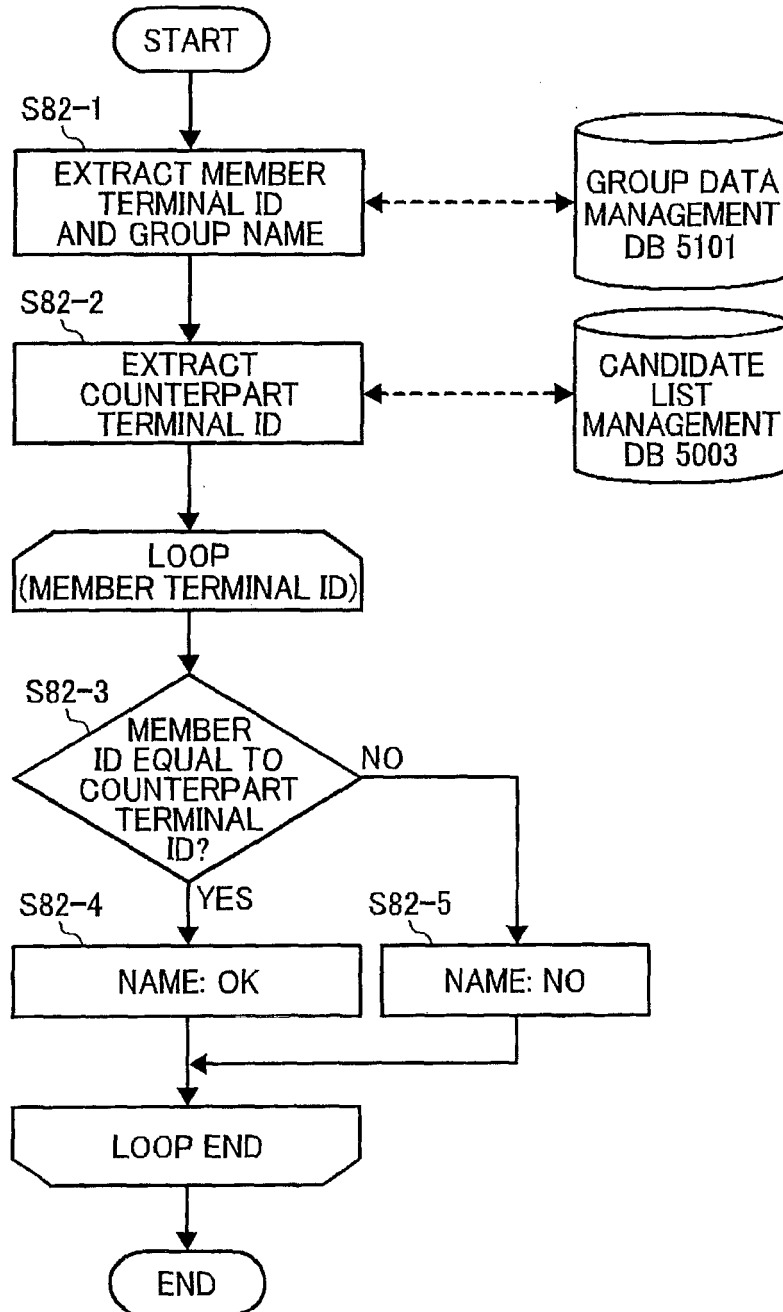 START
S82-1
EXTRACT MEMBER
TERMINAL ID
AND GROUP NAME
GROUP DATA
MANAGEMENT
DB 5101
S82-2
EXTRACT
COUNTERPART
TERMINAL ID
CANDIDATE
LIST
MANAGEMENT
DB 5003
LOOP
(MEMBER TERMINAL ID)
S82-3
MEMBER
ID EQUAL TO
COUNTERPART
TERMINAL
ID?
NO
YES
S82-4
NAME: OK
S82-5
NAME: NO
LOOP END
END